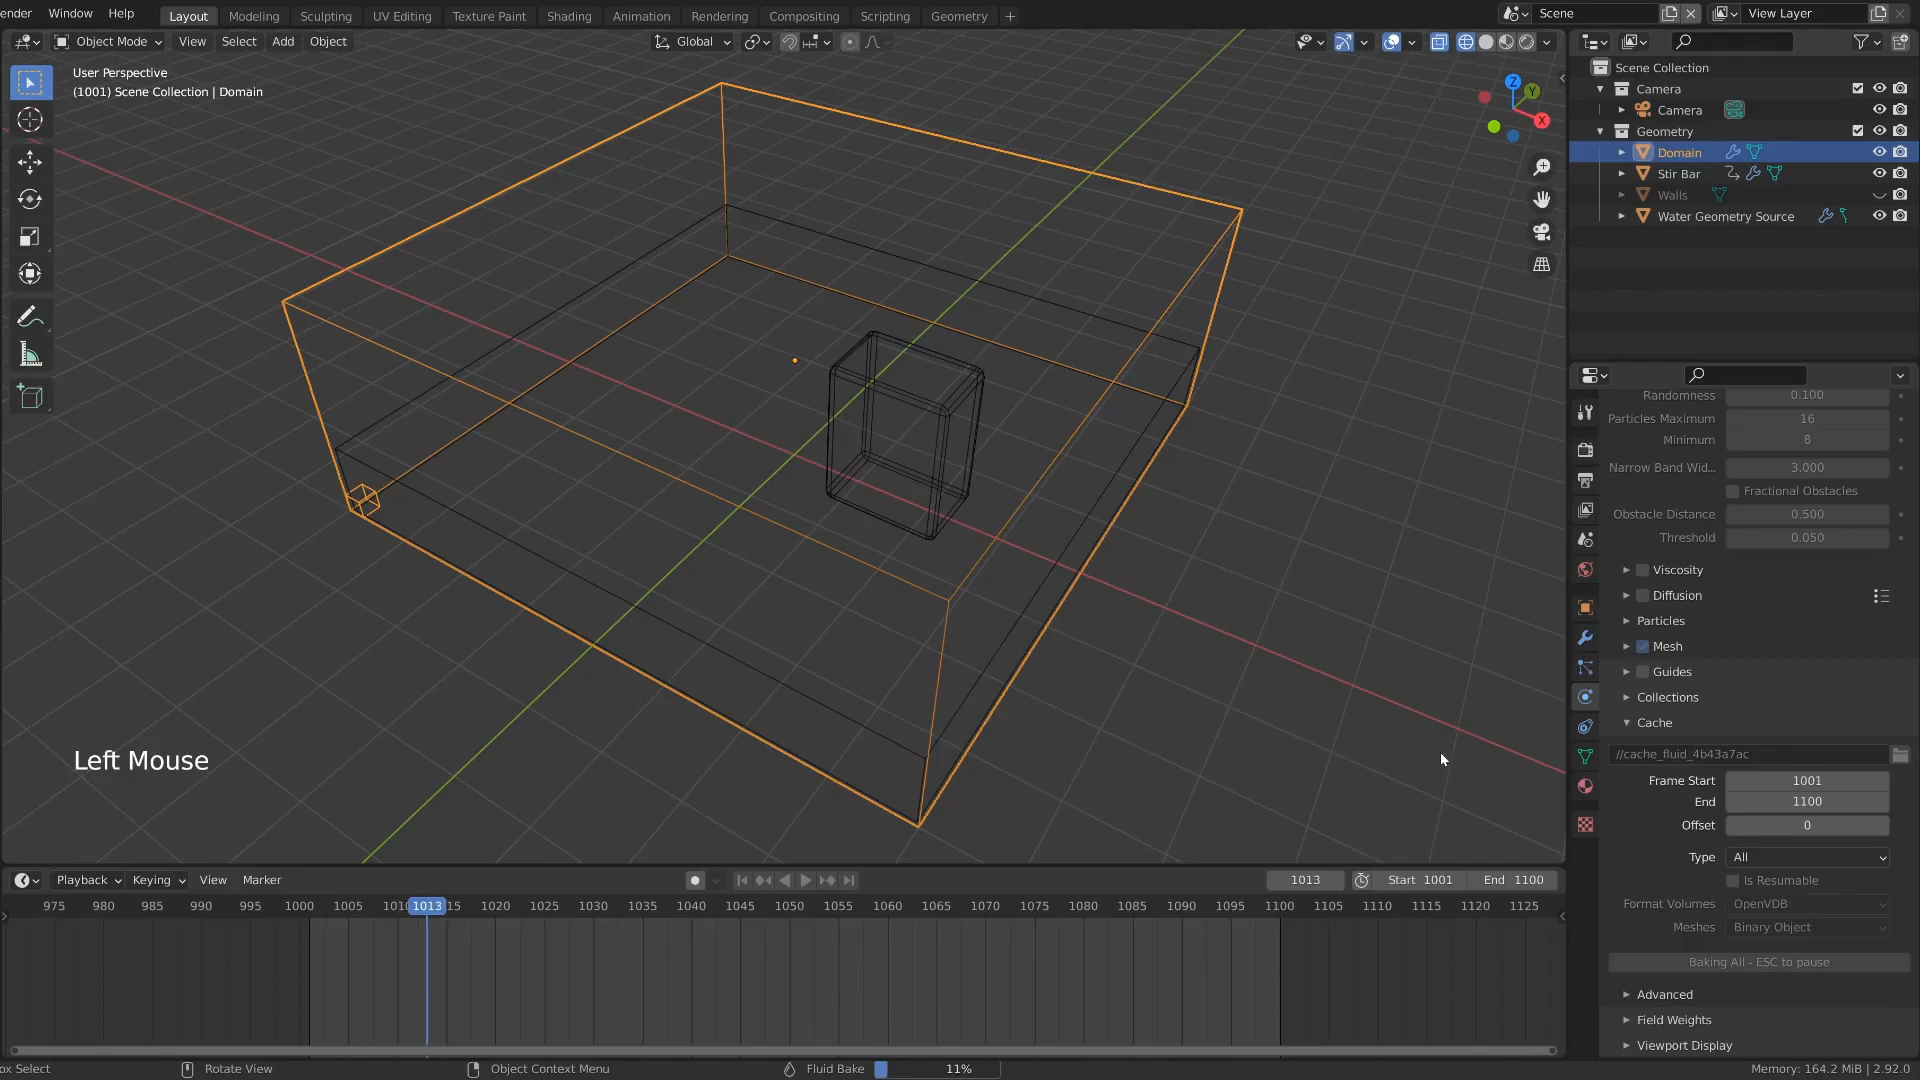 ender Window Help Layout Modeling Sculpting UV Editing Texture Paint Shading Animation Rendering Compositing Scripting Geometry + Scene View Layer
Object Mode View Select Add Object Global
User Perspective
(1001) Scene Collection | Domain
Z
Y
X
Scene Collection
Camera
Camera
Geometry
Domain
Stir Bar
Walls
Water Geometry Source
Randomness 0.100
Particles Maximum 16
Minimum 8
Narrow Band Wid... 3.000
Fractional Obstacles
Obstacle Distance 0.500
Threshold 0.050
Viscosity
Diffusion
Particles
Mesh
Guides
Collections
Cache
//cache_fluid_4b43a7ac
Frame Start 1001
End 1100
Offset 0
Type All
Is Resumable
Format Volumes OpenVDB
Meshes Binary Object
Baking All - ESC to pause
Advanced
Field Weights
Viewport Display
Left Mouse
Playback Keying View Marker 1013 Start 1001 End 1100
975 980 985 990 995 1000 1005 1010 1013 15 1020 1025 1030 1035 1040 1045 1050 1055 1060 1065 1070 1075 1080 1085 1090 1095 1100 1105 1110 1115 1120 1125
ox Select Rotate View Object Context Menu Fluid Bake 11% Memory: 164.2 MiB | 2.92.0